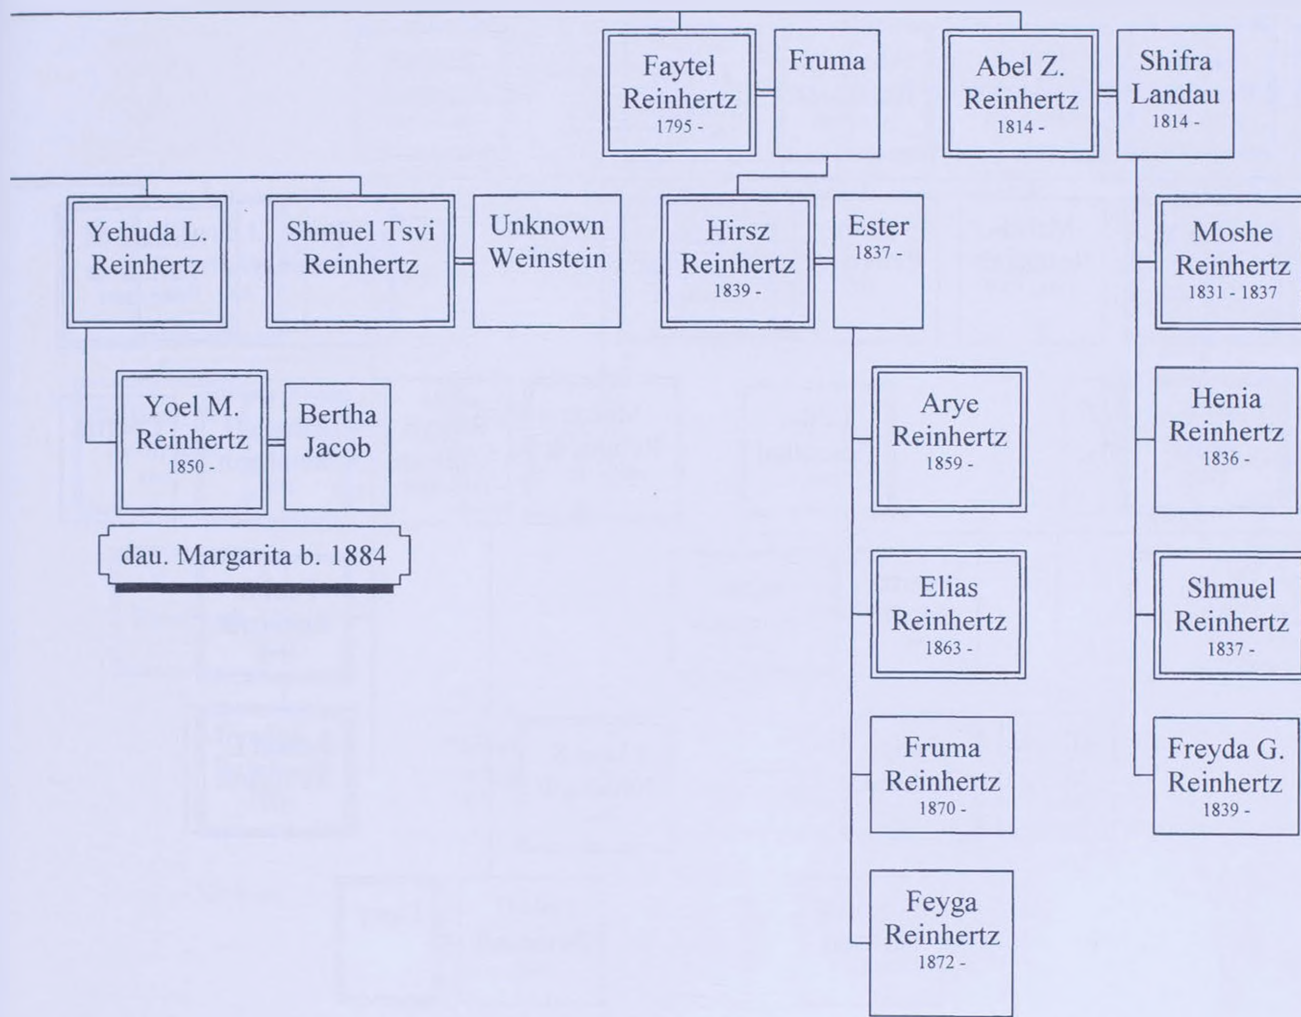 Faytel
Reinhertz
1795 -
Fruma
Abel Z.
Reinhertz
1814 -
Shifra
Landau
1814 -
Yehuda L.
Reinhertz
Shmuel Tsvi
Reinhertz
Unknown
Weinstein
Hirsz
Reinhertz
1839 -
Ester
1837 -
Moshe
Reinhertz
1831 - 1837
Yoel M.
Reinhertz
1850 -
Bertha
Jacob
Arye
Reinhertz
1859 -
Henia
Reinhertz
1836 -
dau. Margarita b. 1884
Elias
Reinhertz
1863 -
Shmuel
Reinhertz
1837 -
Fruma
Reinhertz
1870 -
Freyda G.
Reinhertz
1839 -
Feyga
Reinhertz
1872 -